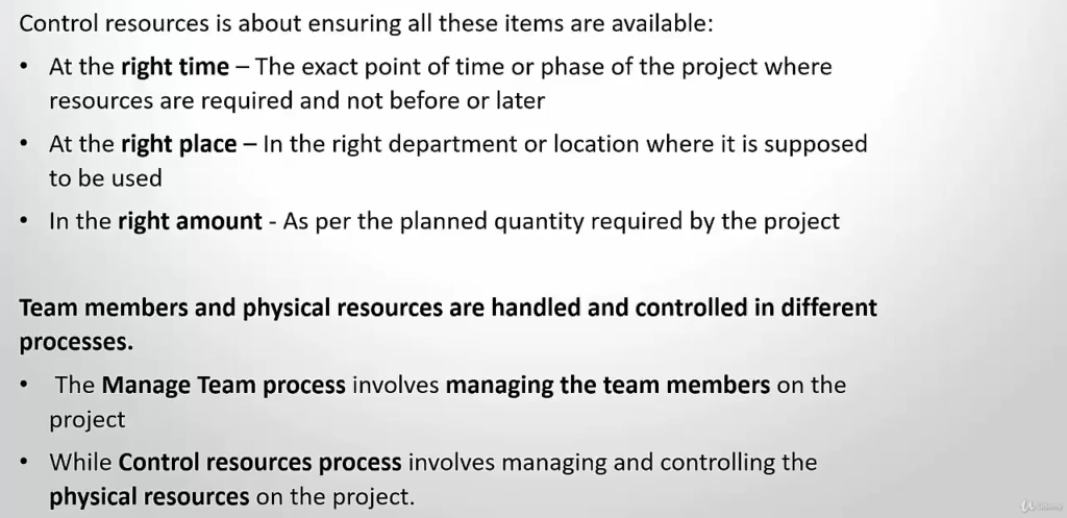 Control resources is about ensuring all these items are available:
• At the right time – The exact point of time or phase of the project where
resources are required and not before or later
• At the right place – In the right department or location where it is supposed
to be used
• In the right amount - As per the planned quantity required by the project
Team members and physical resources are handled and controlled in different
processes.
• The Manage Team process involves managing the team members on the
project
• While Control resources process involves managing and controlling the
physical resources on the project.
Udemy